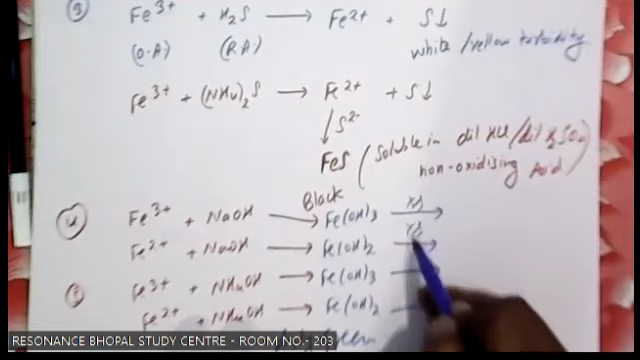 ③ Fe³⁺ + H₂S ⟶ Fe²⁺ + S↓
(O.A) (R.A) white/yellow turbidity
Fe³⁺ + (NH₄)₂S ⟶ Fe²⁺ + S↓
↓S²⁻
FeS (soluble in dil HCl/dil H₂SO₄)
Black non-oxidising Acid
④ Fe³⁺ + NaOH ⟶ Fe(OH)₃ ⟶
Fe²⁺ + NaOH ⟶ Fe(OH)₂ ⟶
⑤ Fe³⁺ + NH₄OH ⟶ Fe(OH)₃ ⟶
Fe²⁺ + NH₄OH ⟶ Fe(OH)₂ ⟶
green
RESONANCE BHOPAL STUDY CENTRE - ROOM NO.- 203